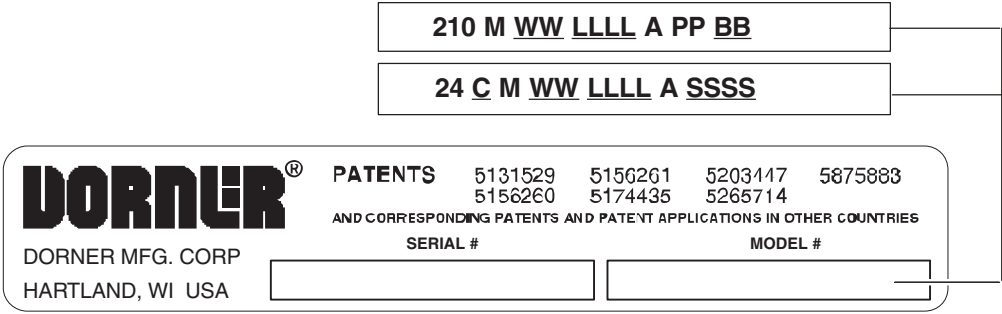 210 M WW LLLL A PP BB
24 C M WW LLLL A SSSS
DORNER®
PATENTS 5131529 5156261 5203447 5875883
5156260 5174435 5265714
AND CORRESPONDING PATENTS AND PATENT APPLICATIONS IN OTHER COUNTRIES
SERIAL # MODEL #
DORNER MFG. CORP
HARTLAND, WI USA